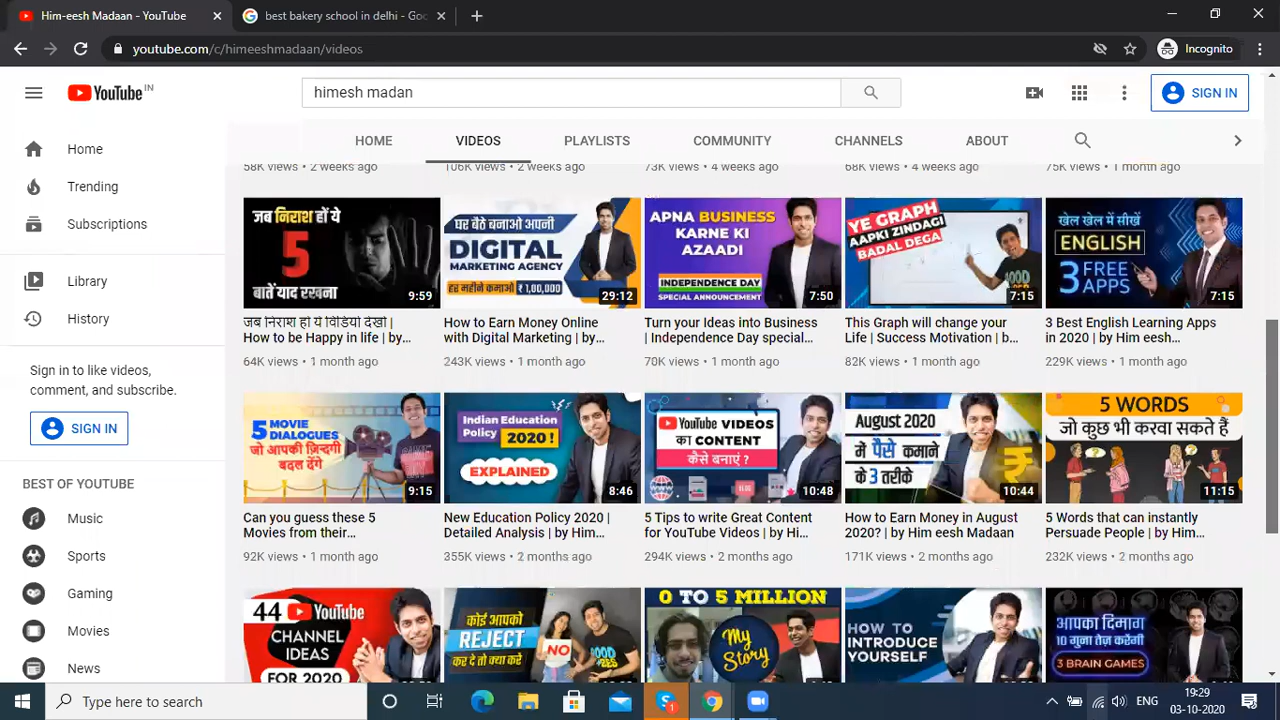 Him-eesh Madaan - YouTube
best bakery school in delhi - Goo
youtube.com/c/himeeshmadaan/videos
Incognito
YouTube IN
himesh madan
SIGN IN
HOME
VIDEOS
PLAYLISTS
COMMUNITY
CHANNELS
ABOUT
Home
Trending
Subscriptions
Library
History
Sign in to like videos,
comment, and subscribe.
SIGN IN
BEST OF YOUTUBE
Music
Sports
Gaming
Movies
News
58K views • 2 weeks ago
106K views • 2 weeks ago
73K views • 4 weeks ago
68K views • 4 weeks ago
75K views • 1 month ago
जब निराश हों ये
5
बातें याद रखना
9:59
घर बैठे बनाओ अपनी
DIGITAL
MARKETING AGENCY
हर महीने कमाओ ₹ 1,00,000
29:12
APNA BUSINESS
KARNE KI
AZAADI
INDEPENDENCE DAY
SPECIAL ANNOUNCEMENT
7:50
YE GRAPH
AAPKI ZINDAGI
BADAL DEGA
7:15
खेल खेल में सीखें
ENGLISH
3 FREE
APPS
7:15
जब निराश हों ये विडियो देखो |
How to be Happy in life | by...
64K views • 1 month ago
How to Earn Money Online
with Digital Marketing | by...
243K views • 1 month ago
Turn your Ideas into Business
| Independence Day special...
70K views • 1 month ago
This Graph will change your
Life | Success Motivation | b...
82K views • 1 month ago
3 Best English Learning Apps
in 2020 | by Him eesh...
229K views • 1 month ago
5 MOVIE
DIALOGUES
जो आपकी ज़िन्दगी
बदल देंगे
9:15
Indian Education
Policy 2020 !
EXPLAINED
8:46
YouTube VIDEOS
का CONTENT
कैसे बनाएं ?
10:48
August 2020
में पैसे कमाने
के 3 तरीके
10:44
5 WORDS
जो कुछ भी करवा सकते हैं
11:15
Can you guess these 5
Movies from their...
92K views • 1 month ago
New Education Policy 2020 |
Detailed Analysis | by Him...
355K views • 2 months ago
5 Tips to write Great Content
for YouTube Videos | by Hi...
294K views • 2 months ago
How to Earn Money in August
2020? | by Him eesh Madaan
171K views • 2 months ago
5 Words that can instantly
Persuade People | by Him...
232K views • 2 months ago
44 YouTube
CHANNEL
IDEAS
FOR 2020
कोई आपको
REJECT
कर दे तो क्या करें
NO
0 TO 5 MILLION
My
Story
HOW TO
INTRODUCE
YOURSELF
आपका दिमाग
10 गुना तेज़ करेंगी
3 BRAIN GAMES
Type here to search
ENG
19:29
03-10-2020